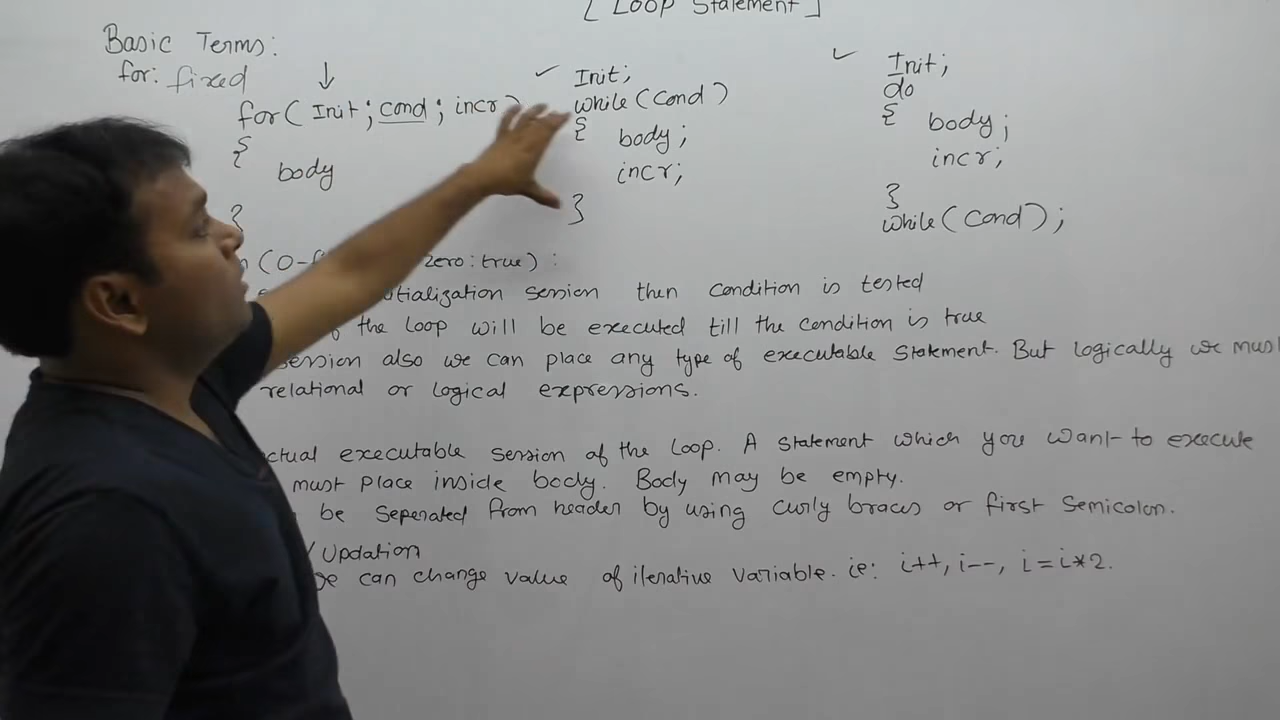 [ Loop Statement ]
Basic Terms:
for: fixed
for( Init; cond; incr)
{
body
}
Init;
while(Cond)
{ body;
incr;
}
Init;
do
{ body;
incr;
}
while(Cond);
(0-f zero:true) :
itialization session then condition is tested
the loop will be executed till the condition is true
session also we can place any type of executable statement. But logically we must
relational or logical expressions.
ctual executable session of the loop. A statement which you want to execute
must place inside body. Body may be empty.
be seperated from header by using curly braces or first semicolon.
/Updation
can change value of iterative variable. ie: i++, i--, i=i*2.